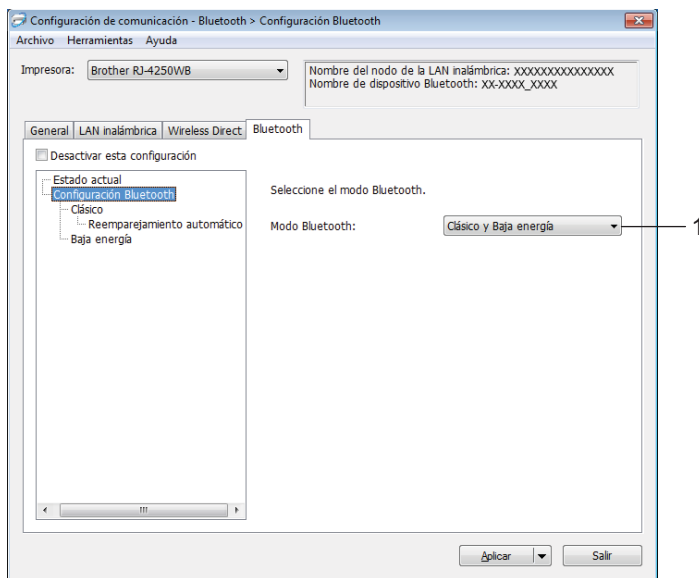 Configuración de comunicación - Bluetooth > Configuración Bluetooth
Archivo Herramientas Ayuda
Impresora: Brother RJ-4250WB
Nombre del nodo de la LAN inalámbrica: XXXXXXXXXXXXXXX
Nombre de dispositivo Bluetooth: XX-XXXX_XXXX
General LAN inalámbrica Wireless Direct Bluetooth
Desactivar esta configuración
Estado actual
Configuración Bluetooth
Clásico
Reemparejamiento automático
Baja energía
Seleccione el modo Bluetooth.
Modo Bluetooth: Clásico y Baja energía
1
Aplicar Salir